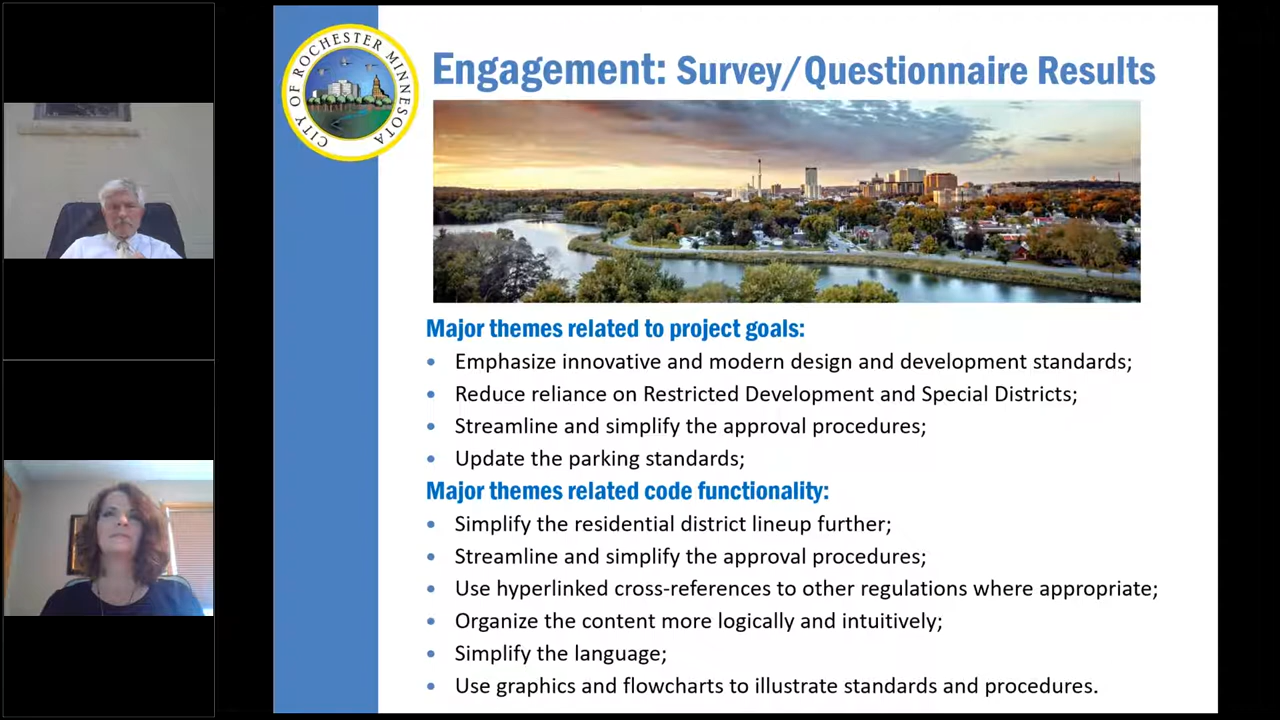 CITY OF ROCHESTER MINNESOTA
Engagement: Survey/Questionnaire Results
Major themes related to project goals:
• Emphasize innovative and modern design and development standards;
• Reduce reliance on Restricted Development and Special Districts;
• Streamline and simplify the approval procedures;
• Update the parking standards;
Major themes related code functionality:
• Simplify the residential district lineup further;
• Streamline and simplify the approval procedures;
• Use hyperlinked cross-references to other regulations where appropriate;
• Organize the content more logically and intuitively;
• Simplify the language;
• Use graphics and flowcharts to illustrate standards and procedures.